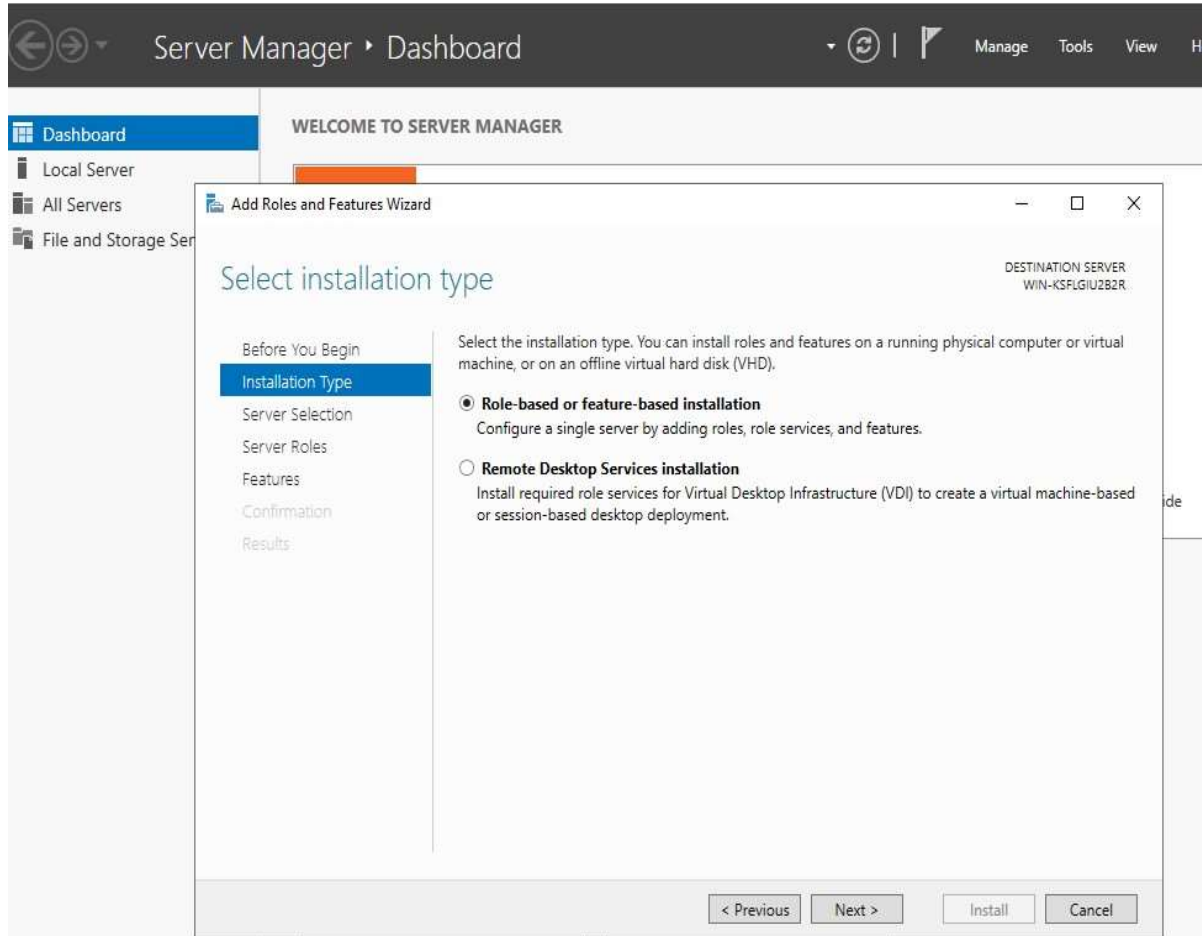 Server Manager ‣ Dashboard
Manage Tools View H
Dashboard
Local Server
All Servers
File and Storage Ser
WELCOME TO SERVER MANAGER
Add Roles and Features Wizard
Select installation type
DESTINATION SERVER
WIN-KSFLGIU2B2R
Before You Begin
Installation Type
Server Selection
Server Roles
Features
Confirmation
Results
Select the installation type. You can install roles and features on a running physical computer or virtual
machine, or on an offline virtual hard disk (VHD).
Role-based or feature-based installation
Configure a single server by adding roles, role services, and features.
Remote Desktop Services installation
Install required role services for Virtual Desktop Infrastructure (VDI) to create a virtual machine-based
or session-based desktop deployment.
ide
< Previous Next > Install Cancel